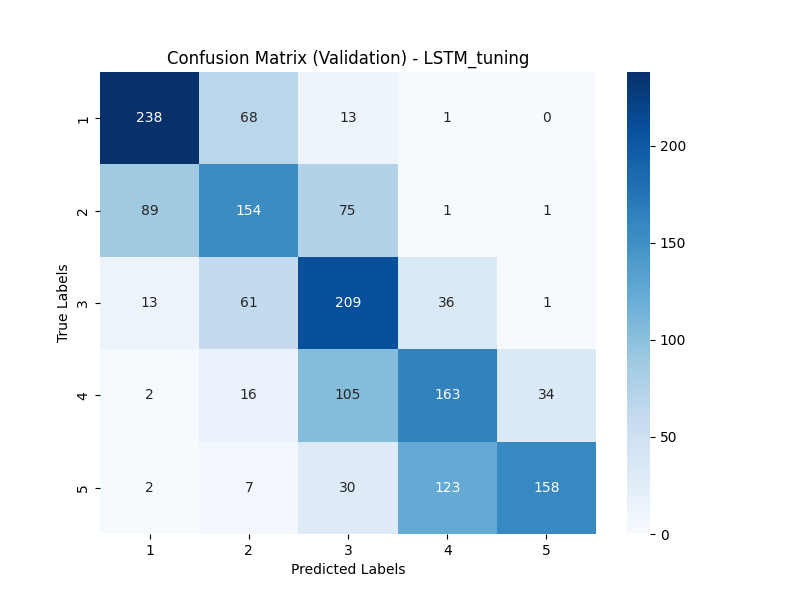 Confusion Matrix (Validation) - LSTM_tuning
1 238 68 13 1 0
2 89 154 75 1 1
3 13 61 209 36 1
4 2 16 105 163 34
5 2 7 30 123 158
1 2 3 4 5
Predicted Labels
True Labels
200
150
100
50
0